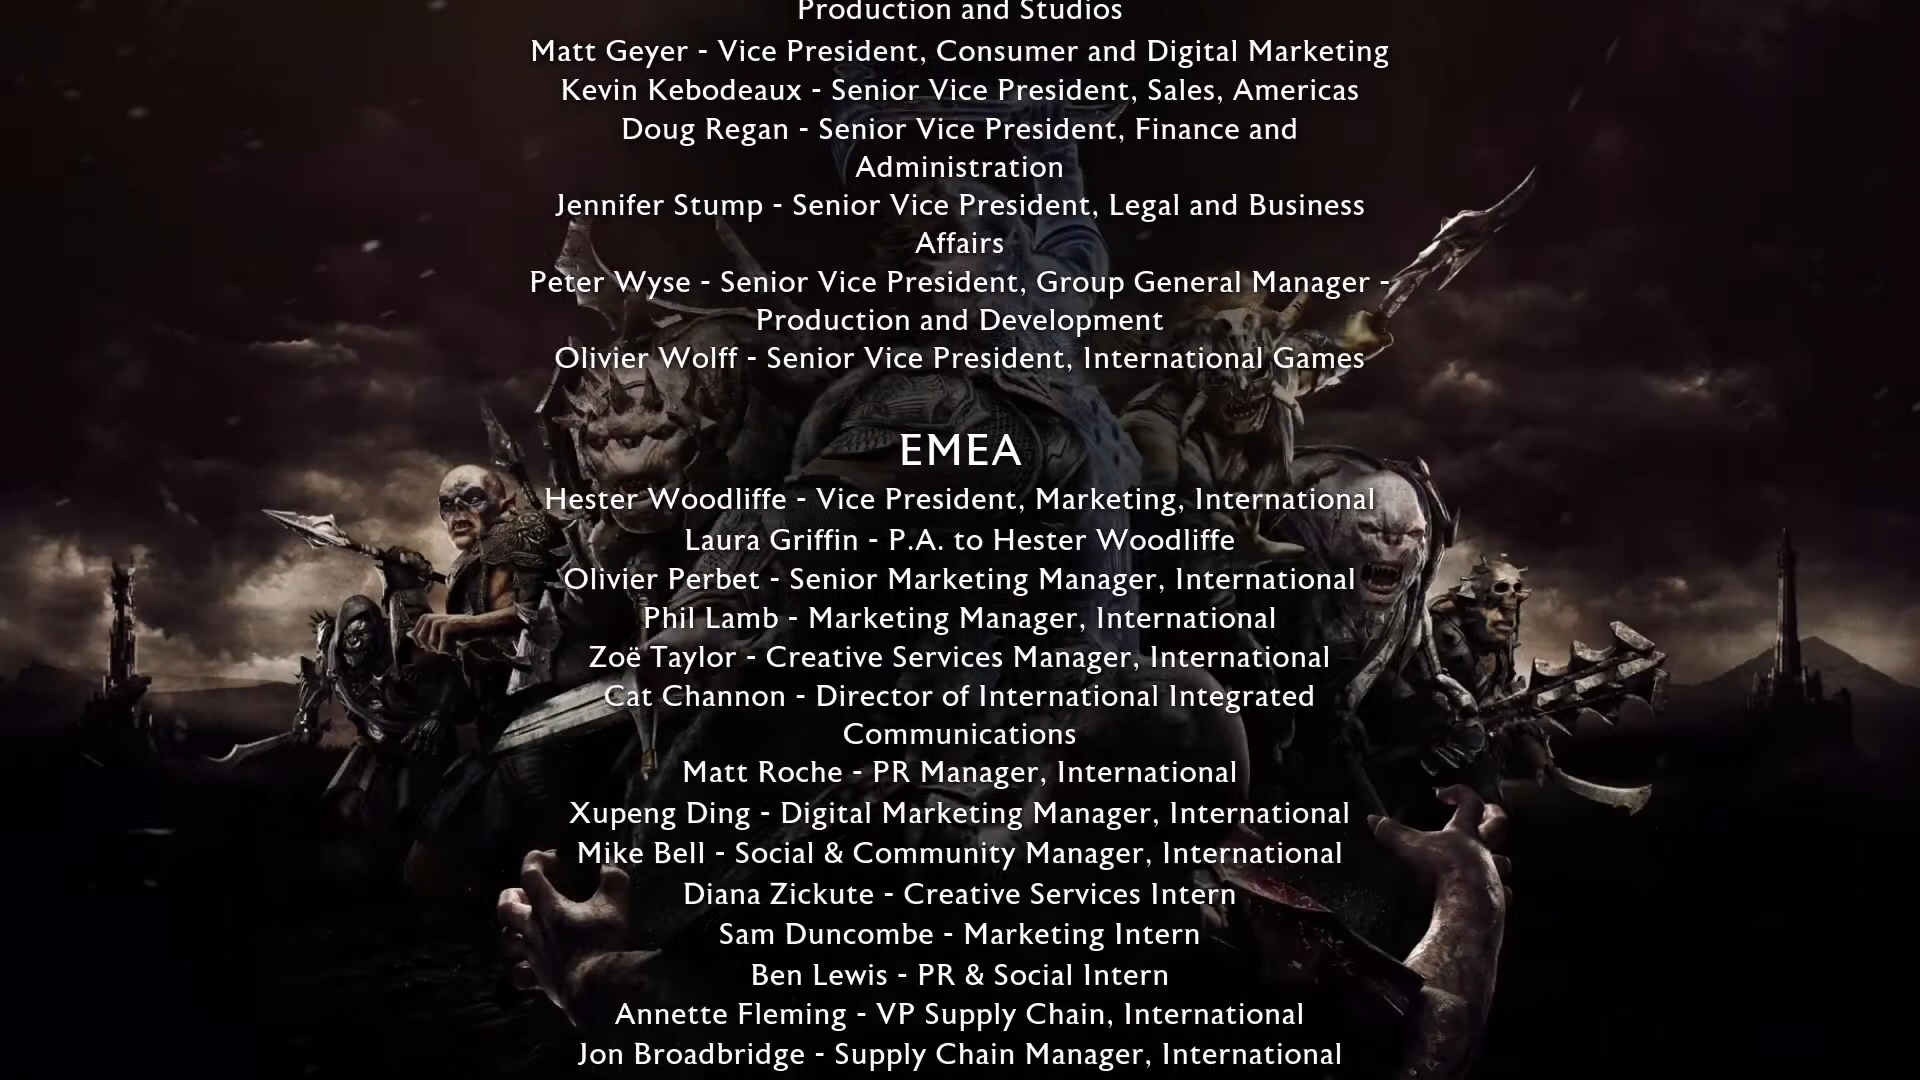 Production and Studios
Matt Geyer - Vice President, Consumer and Digital Marketing
Kevin Kebodeaux - Senior Vice President, Sales, Americas
Doug Regan - Senior Vice President, Finance and
Administration
Jennifer Stump - Senior Vice President, Legal and Business
Affairs
Peter Wyse - Senior Vice President, Group General Manager -
Production and Development
Olivier Wolff - Senior Vice President, International Games
EMEA
Hester Woodliffe - Vice President, Marketing, International
Laura Griffin - P.A. to Hester Woodliffe
Olivier Perbet - Senior Marketing Manager, International
Phil Lamb - Marketing Manager, International
Zoë Taylor - Creative Services Manager, International
Cat Channon - Director of International Integrated
Communications
Matt Roche - PR Manager, International
Xupeng Ding - Digital Marketing Manager, International
Mike Bell - Social & Community Manager, International
Diana Zickute - Creative Services Intern
Sam Duncombe - Marketing Intern
Ben Lewis - PR & Social Intern
Annette Fleming - VP Supply Chain, International
Jon Broadbridge - Supply Chain Manager, International